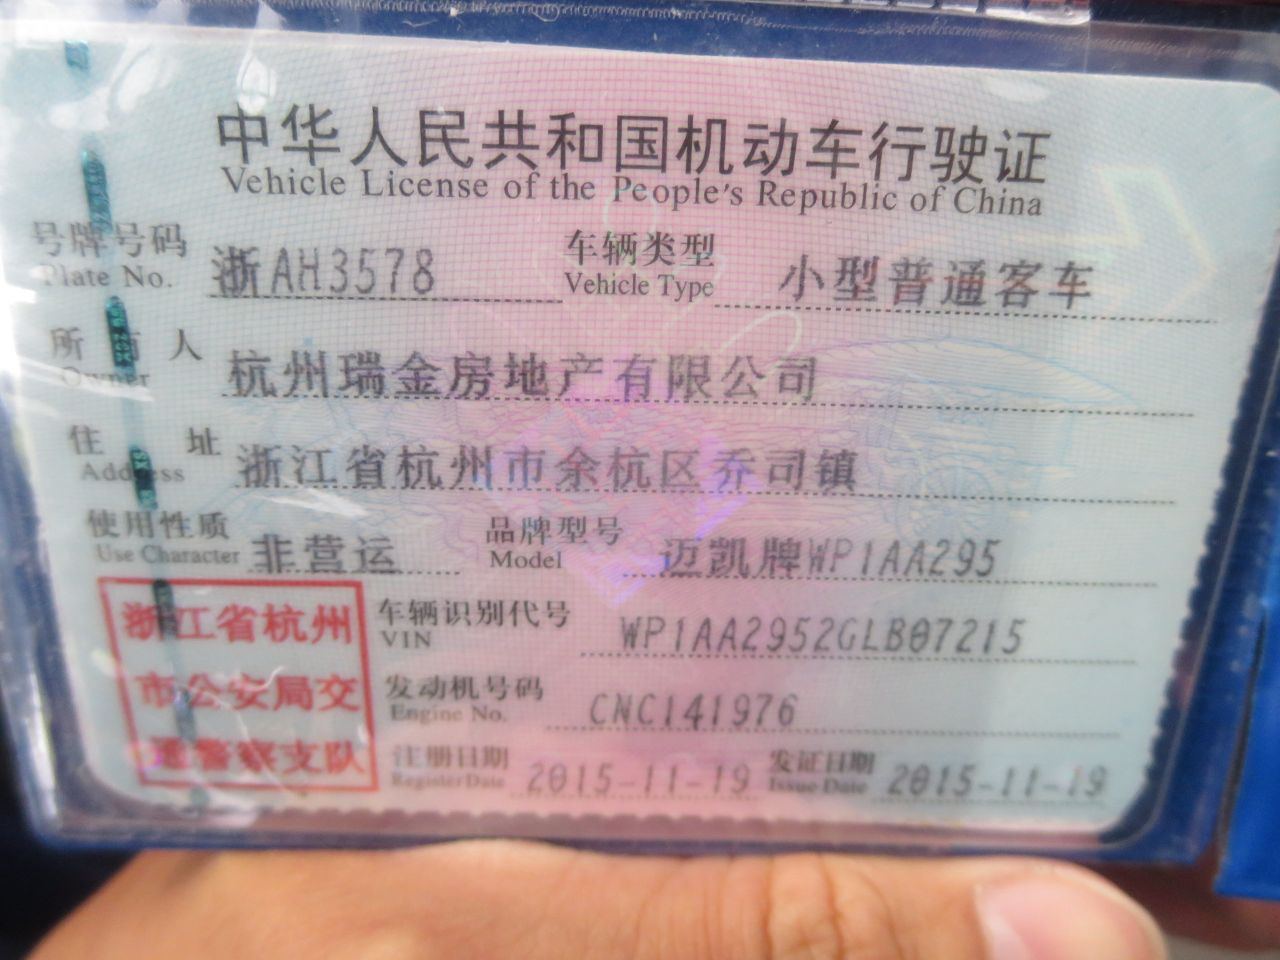 中华人民共和国机动车行驶证
Vehicle License of the People's Republic of China
号牌号码 浙AH3578 车辆类型 小型普通客车
Plate No. Vehicle Type
所有人 杭州瑞金房地产有限公司
Owner
住址 浙江省杭州市余杭区乔司镇
Address
使用性质 非营运 品牌型号 迈凯牌WP1AA295
Use Character Model
浙江省杭州 车辆识别代号 WP1AA2952GLB07215
VIN
市公安局交 发动机号码 CNC141976
Engine No.
通警察支队 注册日期 2015-11-19 发证日期 2015-11-19
Register Date Issue Date